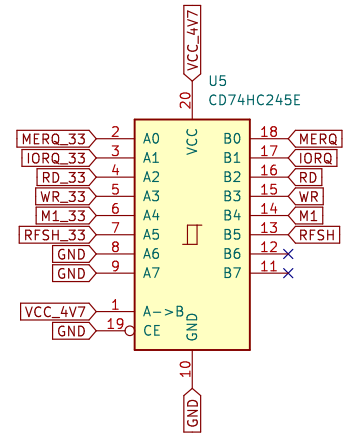 VCC_4V7
U5
CD74HC245E
20
VCC
MERQ_33 2 A0 B0 18 MERQ
IORQ_33 3 A1 B1 17 IORQ
RD_33 4 A2 B2 16 RD
WR_33 5 A3 B3 15 WR
M1_33 6 A4 B4 14 M1
RFSH_33 7 A5 B5 13 RFSH
GND 8 A6 B6 12
GND 9 A7 B7 11
VCC_4V7 1 A->B
GND 19 CE
GND
10
GND